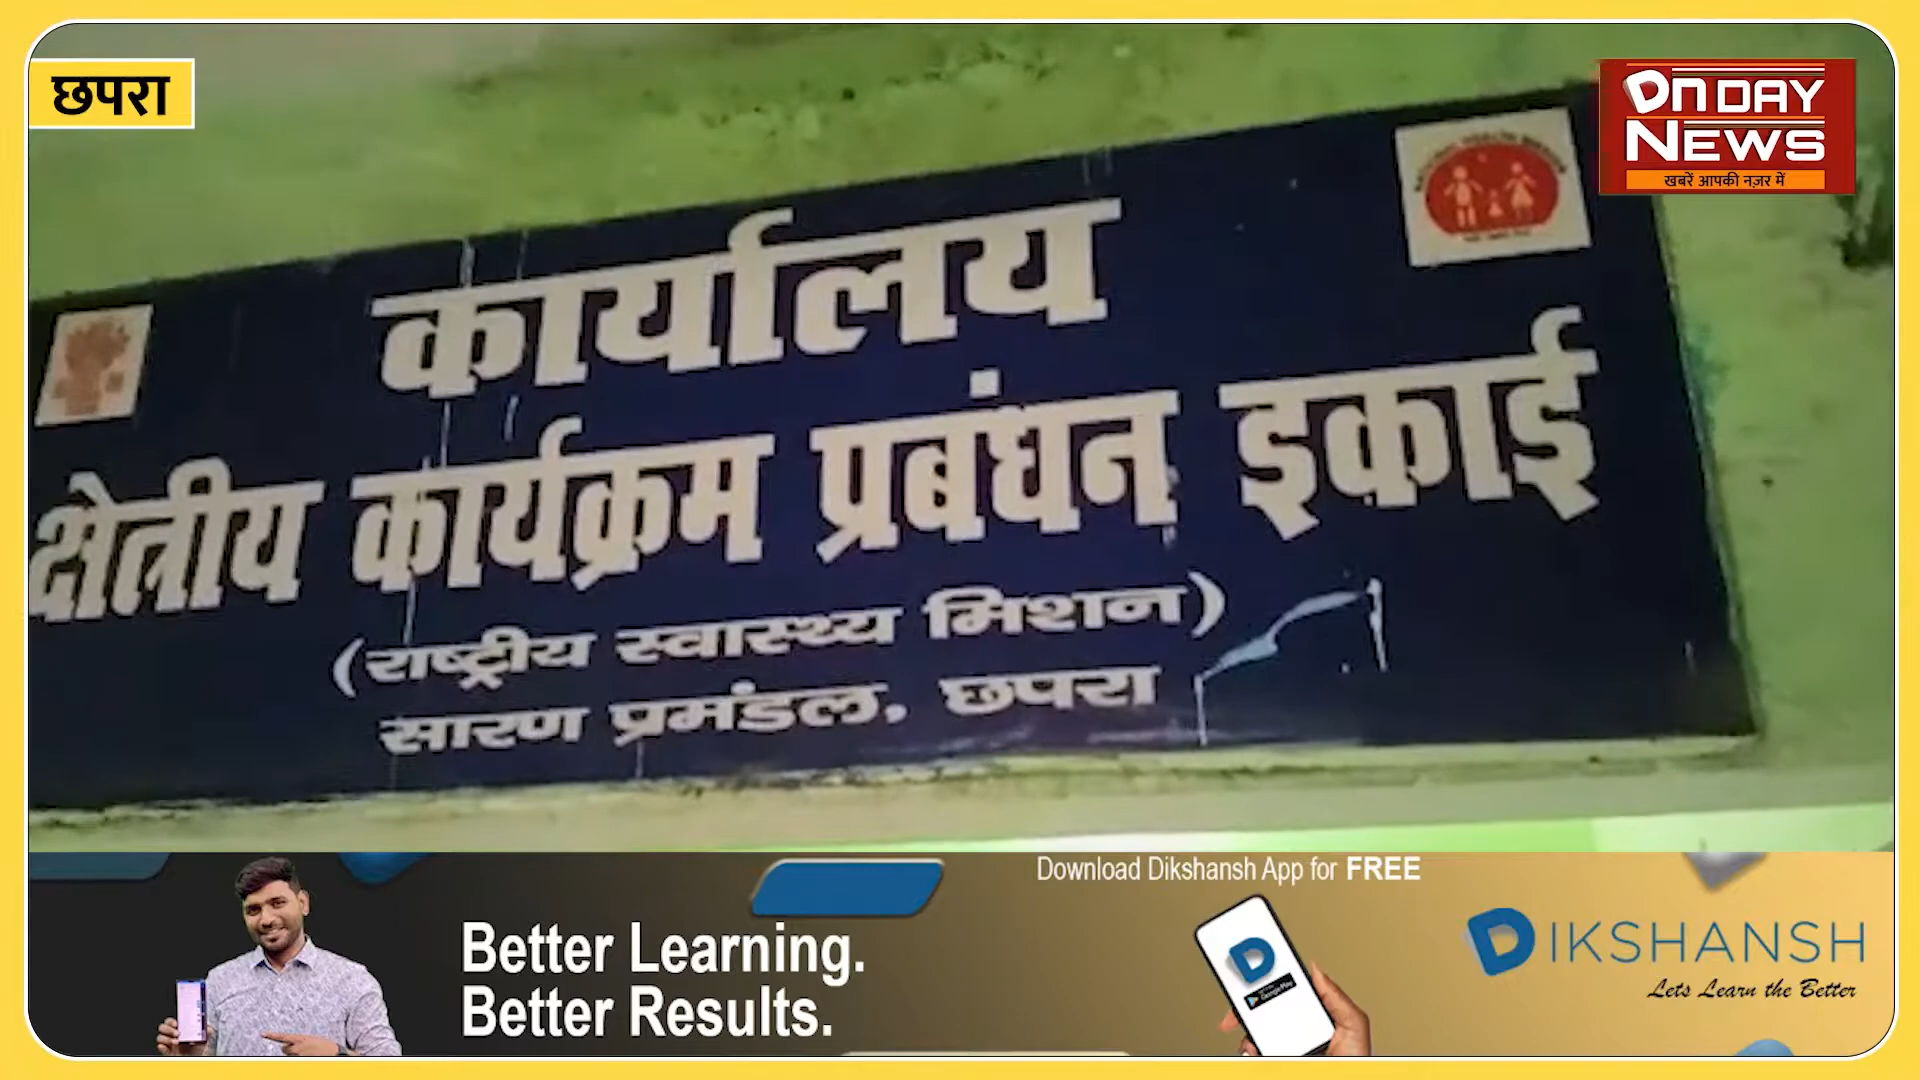 छपरा
On DAY
NEWS
खबरें आपकी नज़र में
कार्यालय
क्षेत्रीय कार्यक्रम प्रबंधन इकाई
(राष्ट्रीय स्वास्थ्य मिशन)
सारण प्रमंडल, छपरा
Download Dikshansh App for FREE
Better Learning.
Better Results.
DIKSHANSH
Lets Learn the Better